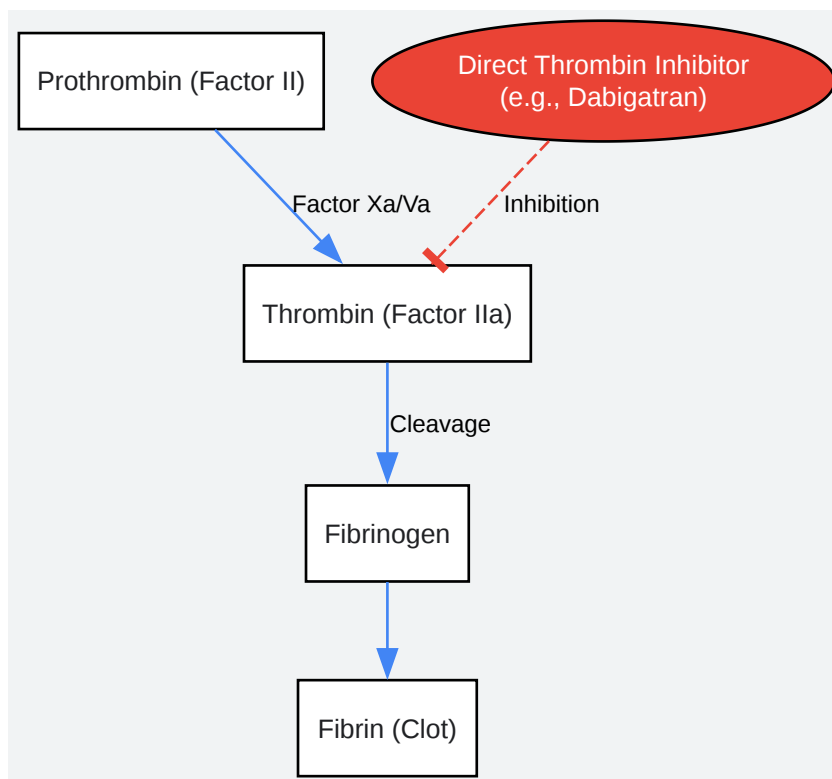 Prothrombin (Factor II)
Direct Thrombin Inhibitor
(e.g., Dabigatran)
Factor Xa/Va
Inhibition
Thrombin (Factor IIa)
Cleavage
Fibrinogen
Fibrin (Clot)